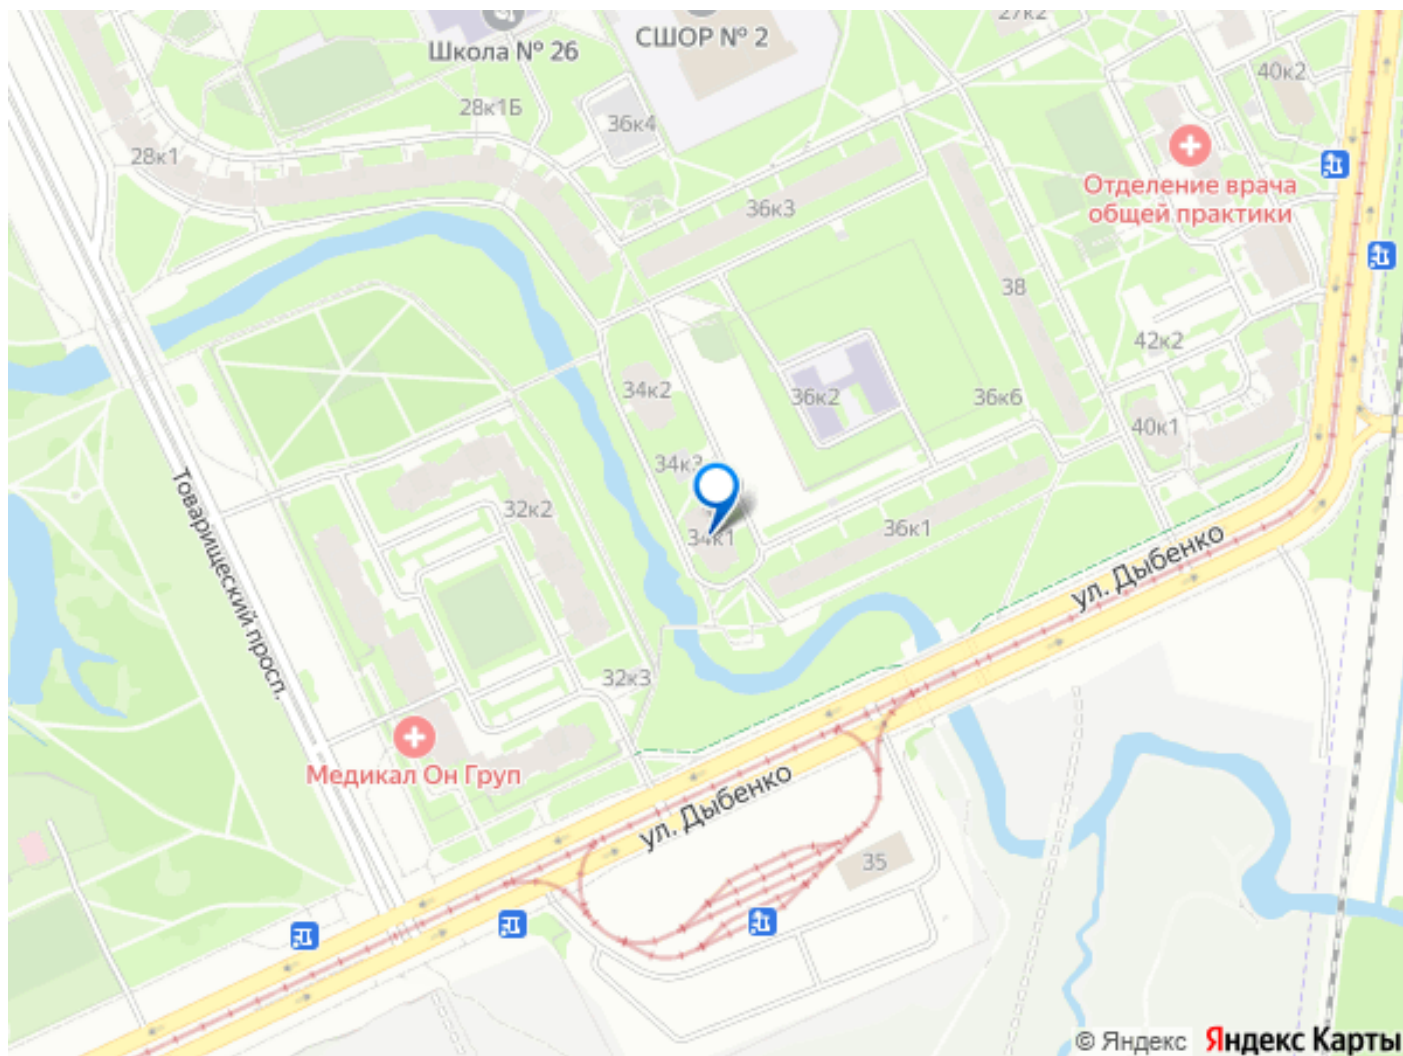 Школа № 26
СШОР № 2
27к2
40к2
28к1Б
36к4
28к1
Отделение врача
общей практики
36к3
38
42к2
34к2
36к2
36к6
40к1
34к3
32к2
34к1
36к1
Товарищеский просп.
ул. Дыбенко
32к3
Медикал Он Груп
ул. Дыбенко
35
© Яндекс Яндекс Карты